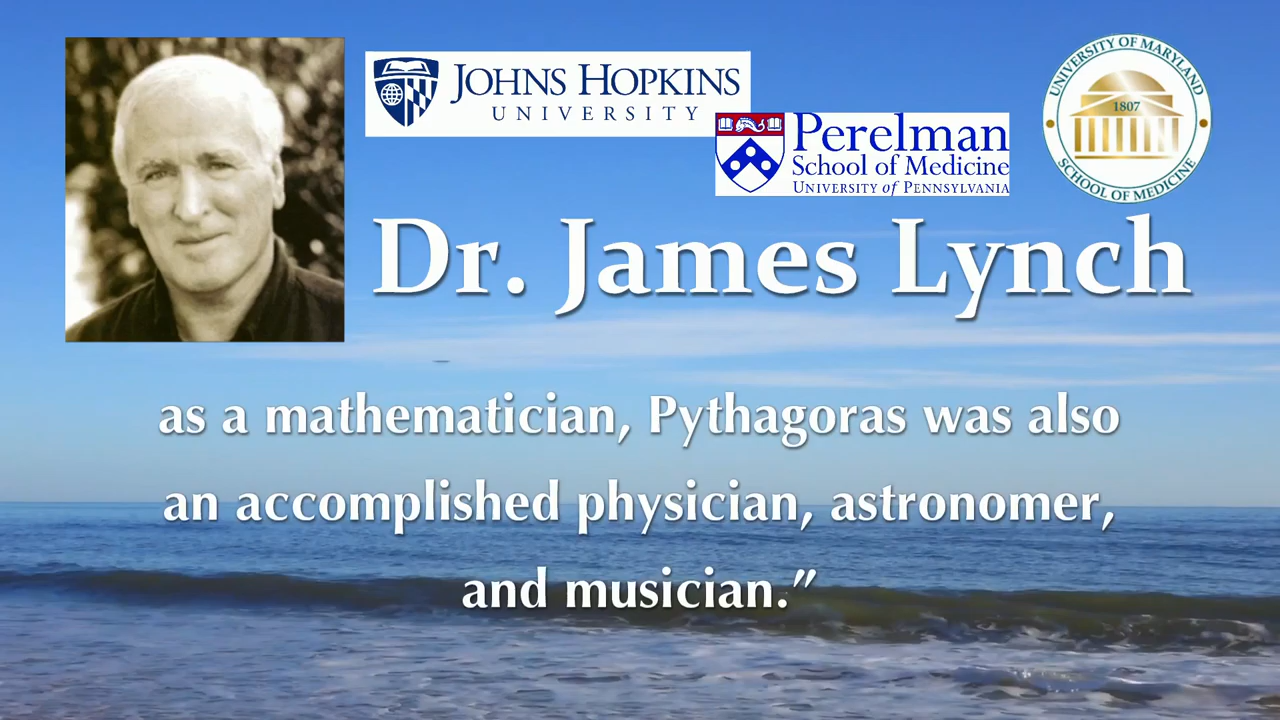 JOHNS HOPKINS
UNIVERSITY
Perelman
School of Medicine
UNIVERSITY of PENNSYLVANIA
UNIVERSITY OF MARYLAND
1807
SCHOOL OF MEDICINE
Dr. James Lynch
as a mathematician, Pythagoras was also
an accomplished physician, astronomer,
and musician.”